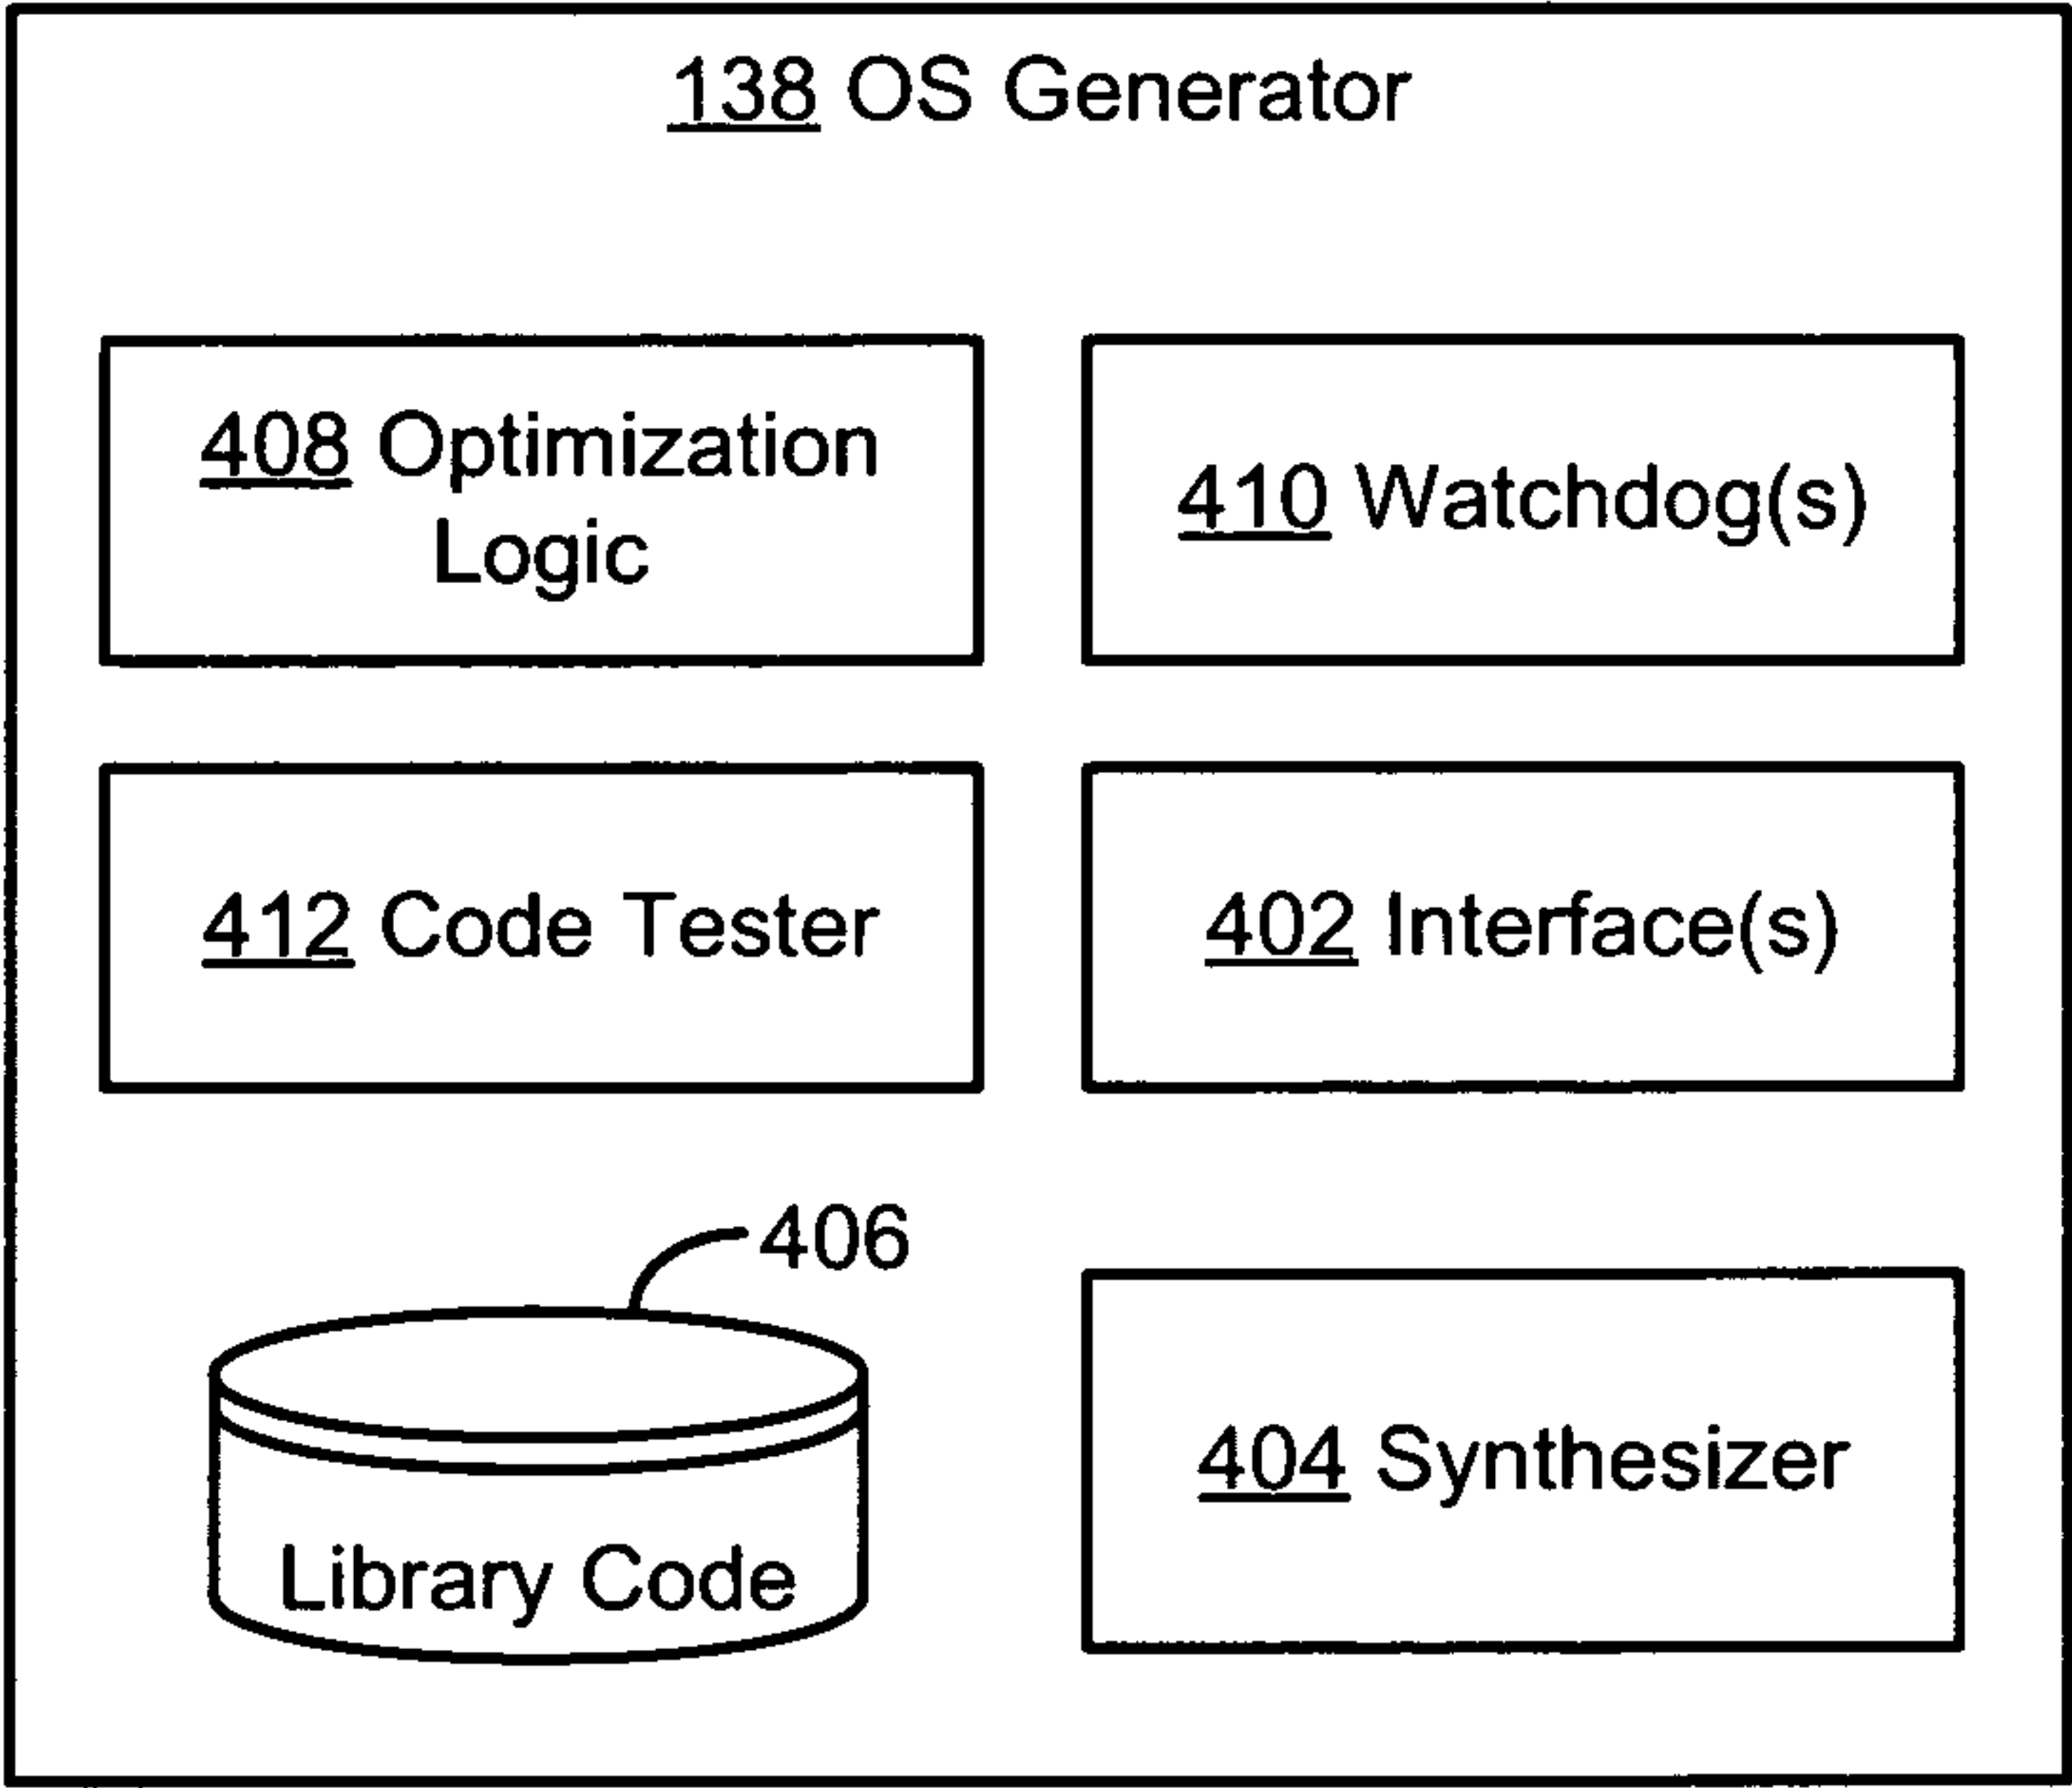 138 OS Generator
408 Optimization
Logic
410 Watchdog(s)
412 Code Tester
402 Interface(s)
406
Library Code
404 Synthesizer